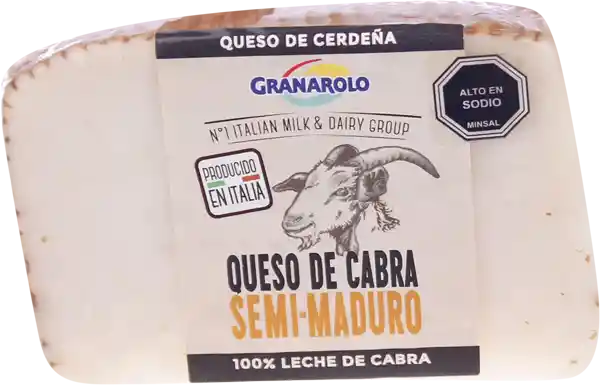 QUESO DE CERDEÑA
GRANAROLO
N°1 ITALIAN MILK & DAIRY GROUP
ALTO EN
SODIO
MINSAL
PRODUCIDO
EN ITALIA
QUESO DE CABRA
SEMI-MADURO
100% LECHE DE CABRA